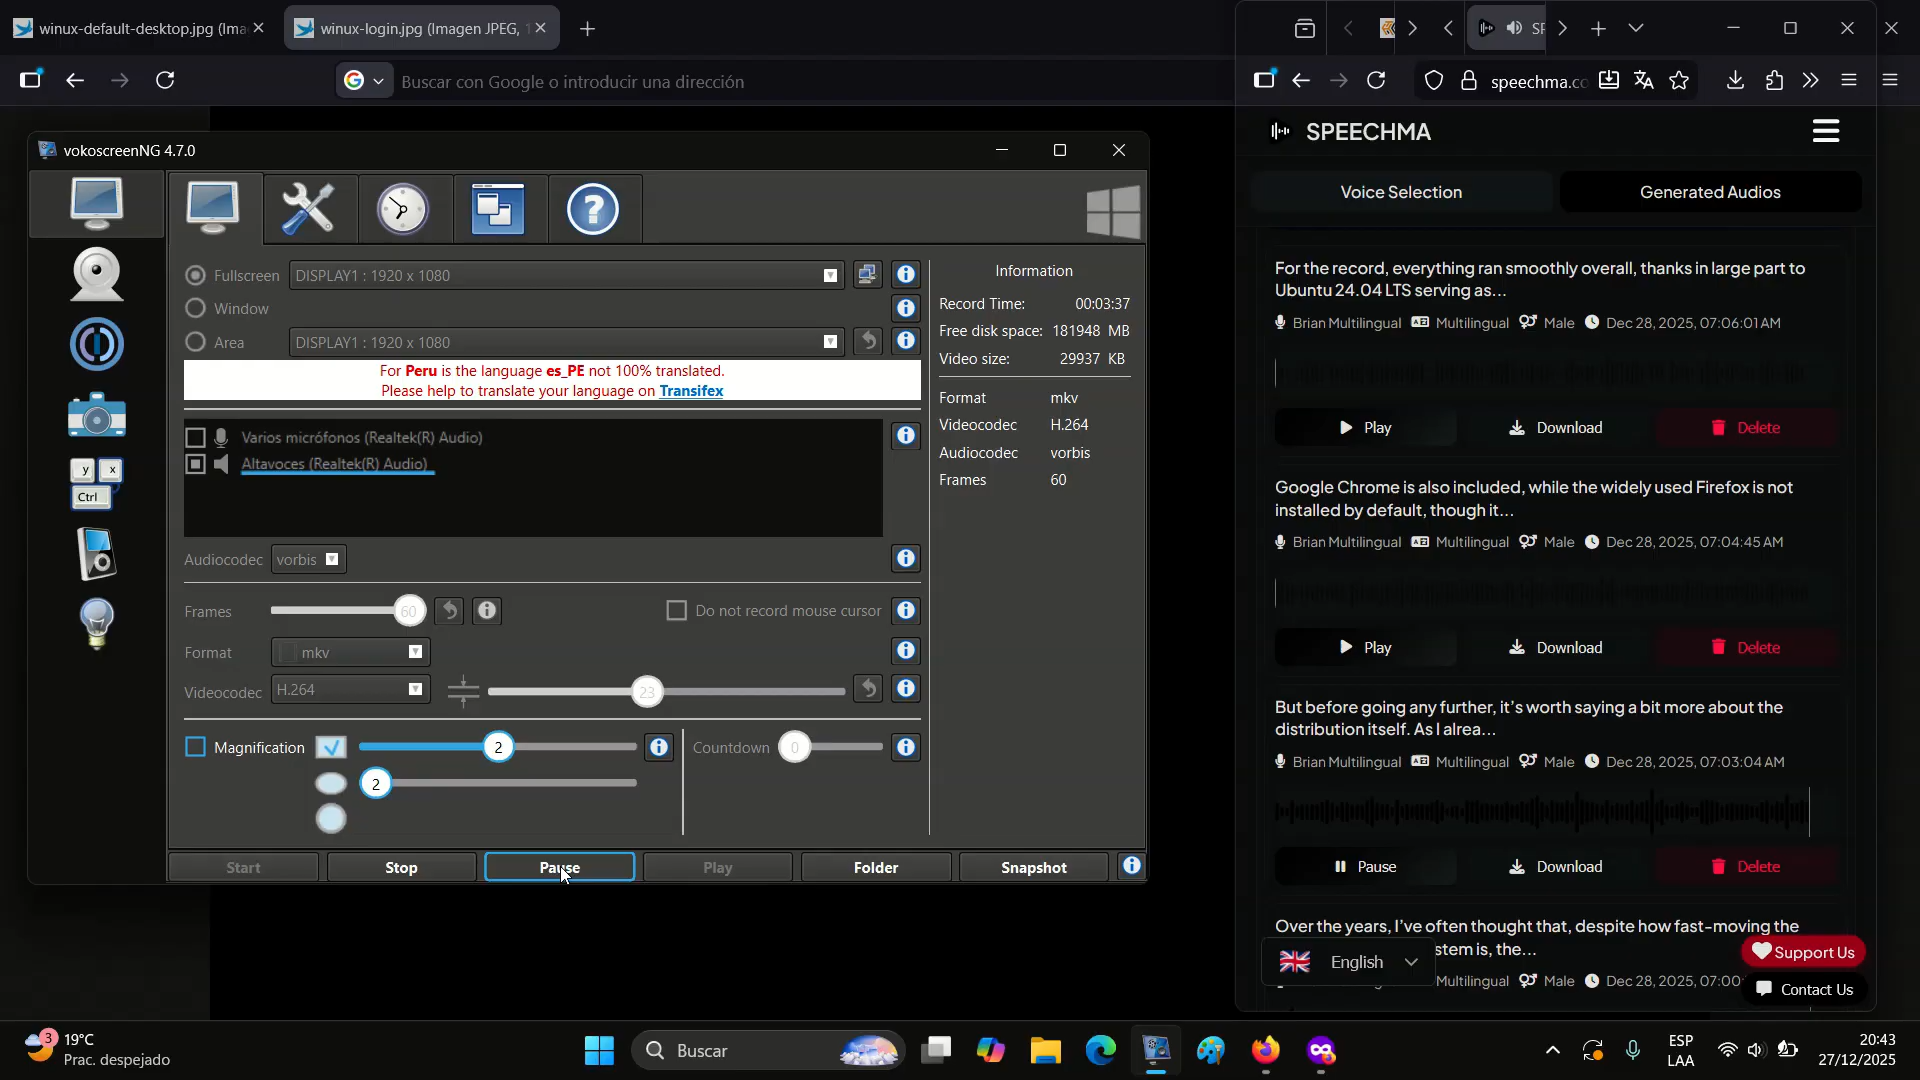 winux-default-desktop.jpg (Ima
winux-login.jpg (Imagen JPEG, 1
SP
Buscar con Google o introducir una dirección
speechma.co
vokoscreenNG 4.7.0
SPEECHMA
Voice Selection
Generated Audios
Fullscreen
DISPLAY1 : 1920 x 1080
Window
Area
DISPLAY1 : 1920 x 1080
For Peru is the language es_PE not 100% translated.
Please help to translate your language on Transifex
Varios micrófonos (Realtek(R) Audio)
Altavoces (Realtek(R) Audio)
Audiocodec
vorbis
Frames
60
Do not record mouse cursor
Format
mkv
Videocodec
H.264
23
Magnification
2
Countdown
0
2
Information
Record Time:
00:03:37
Free disk space:
181948 MB
Video size:
29937 KB
Format
mkv
Videocodec
H.264
Audiocodec
vorbis
Frames
60
y x
Ctrl
Start
Stop
Pause
Play
Folder
Snapshot
For the record, everything ran smoothly overall, thanks in large part to
Ubuntu 24.04 LTS serving as...
Brian Multilingual Multilingual Male Dec 28, 2025, 07:06:01 AM
Play
Download
Delete
Google Chrome is also included, while the widely used Firefox is not
installed by default, though it...
Brian Multilingual Multilingual Male Dec 28, 2025, 07:04:45 AM
Play
Download
Delete
But before going any further, it’s worth saying a bit more about the
distribution itself. As I alrea...
Brian Multilingual Multilingual Male Dec 28, 2025, 07:03:04 AM
Pause
Download
Delete
Over the years, I’ve often thought that, despite how fast-moving the
stem is, the...
Multilingual Male Dec 28, 2025, 07:00
English
Support Us
Contact Us
3
19°C
Prac. despejado
Buscar
ESP
LAA
20:43
27/12/2025